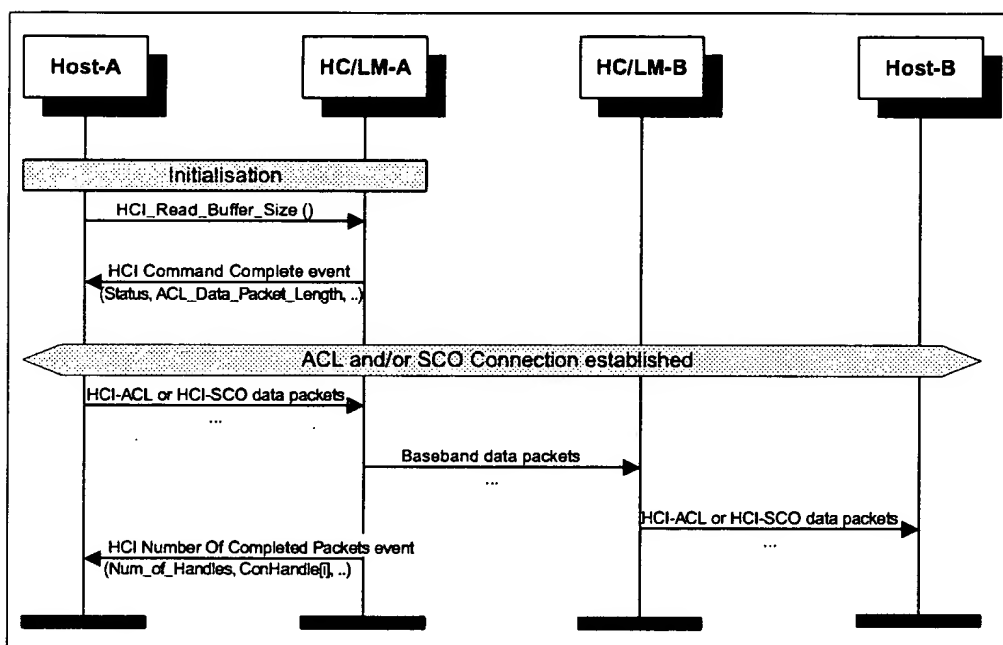 Host-A
HC/LM-A
HC/LM-B
Host-B
Initialisation
HCI_Read_Buffer_Size ()
HCI Command Complete event
(Status, ACL_Data_Packet_Length, ..)
ACL and/or SCO Connection established
HCI-ACL or HCI-SCO data packets
...
Baseband data packets
...
HCI-ACL or HCI-SCO data packets
...
HCI Number Of Completed Packets event
(Num_of_Handles, ConHandle[i], ..)